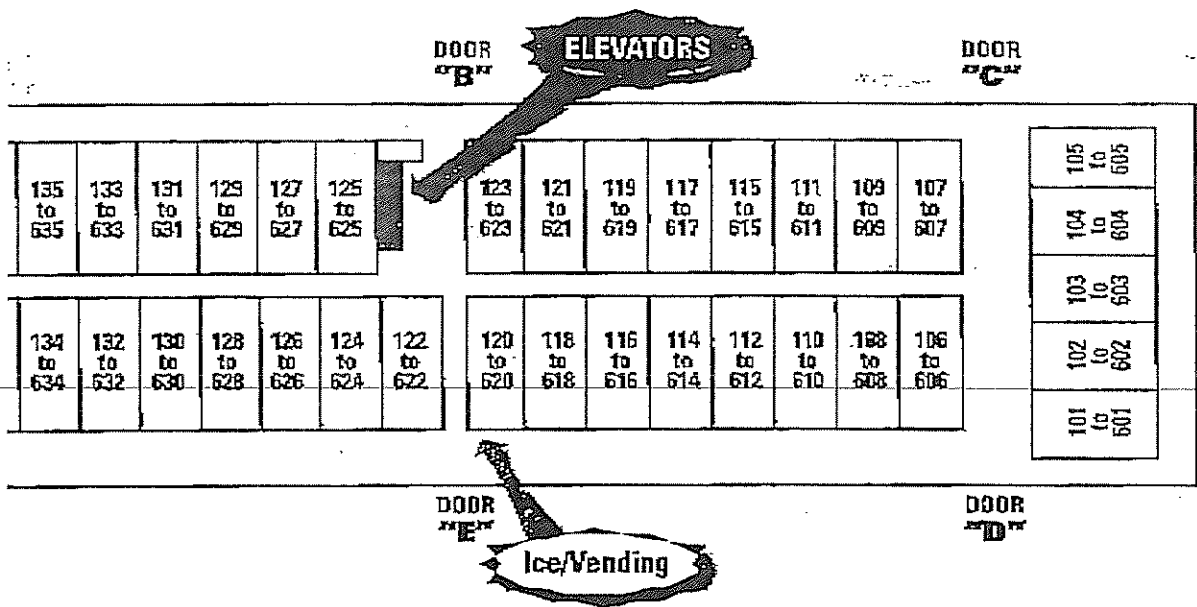 DOOR
"B"
ELEVATORS
DOOR
"C"
135 to 635
133 to 633
131 to 631
129 to 629
127 to 627
125 to 625
123 to 623
121 to 621
119 to 619
117 to 617
115 to 615
111 to 611
109 to 609
107 to 607
105 to 605
104 to 604
103 to 603
102 to 602
101 to 601
134 to 634
132 to 632
130 to 630
128 to 628
126 to 626
124 to 624
122 to 622
120 to 620
118 to 618
116 to 616
114 to 614
112 to 612
110 to 610
108 to 608
106 to 606
DOOR
"E"
DOOR
"D"
Ice/Vending